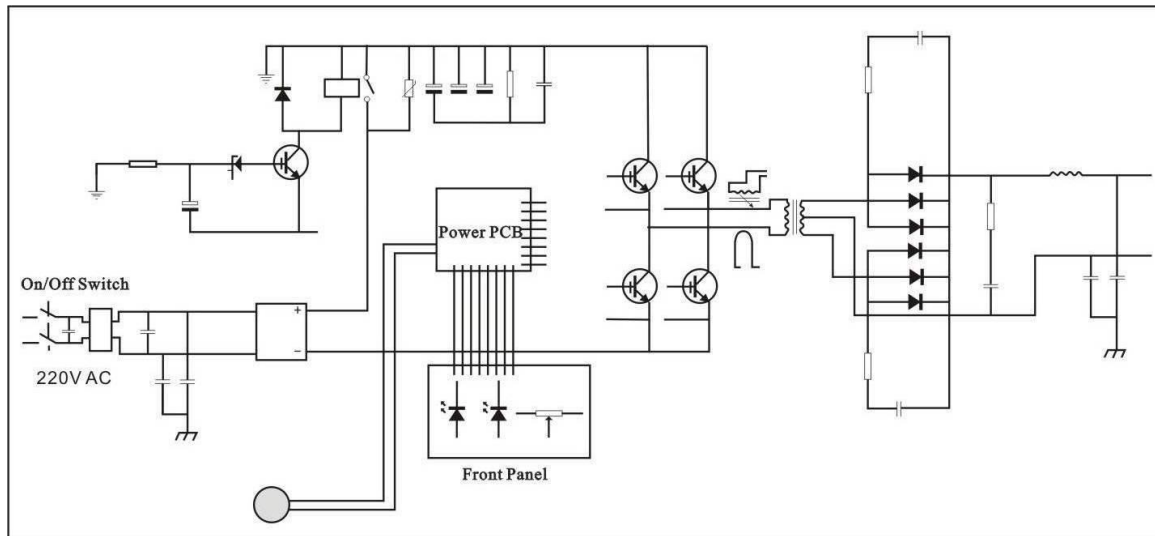 Power PCB
On/Off Switch
+
−
220V AC
Front Panel